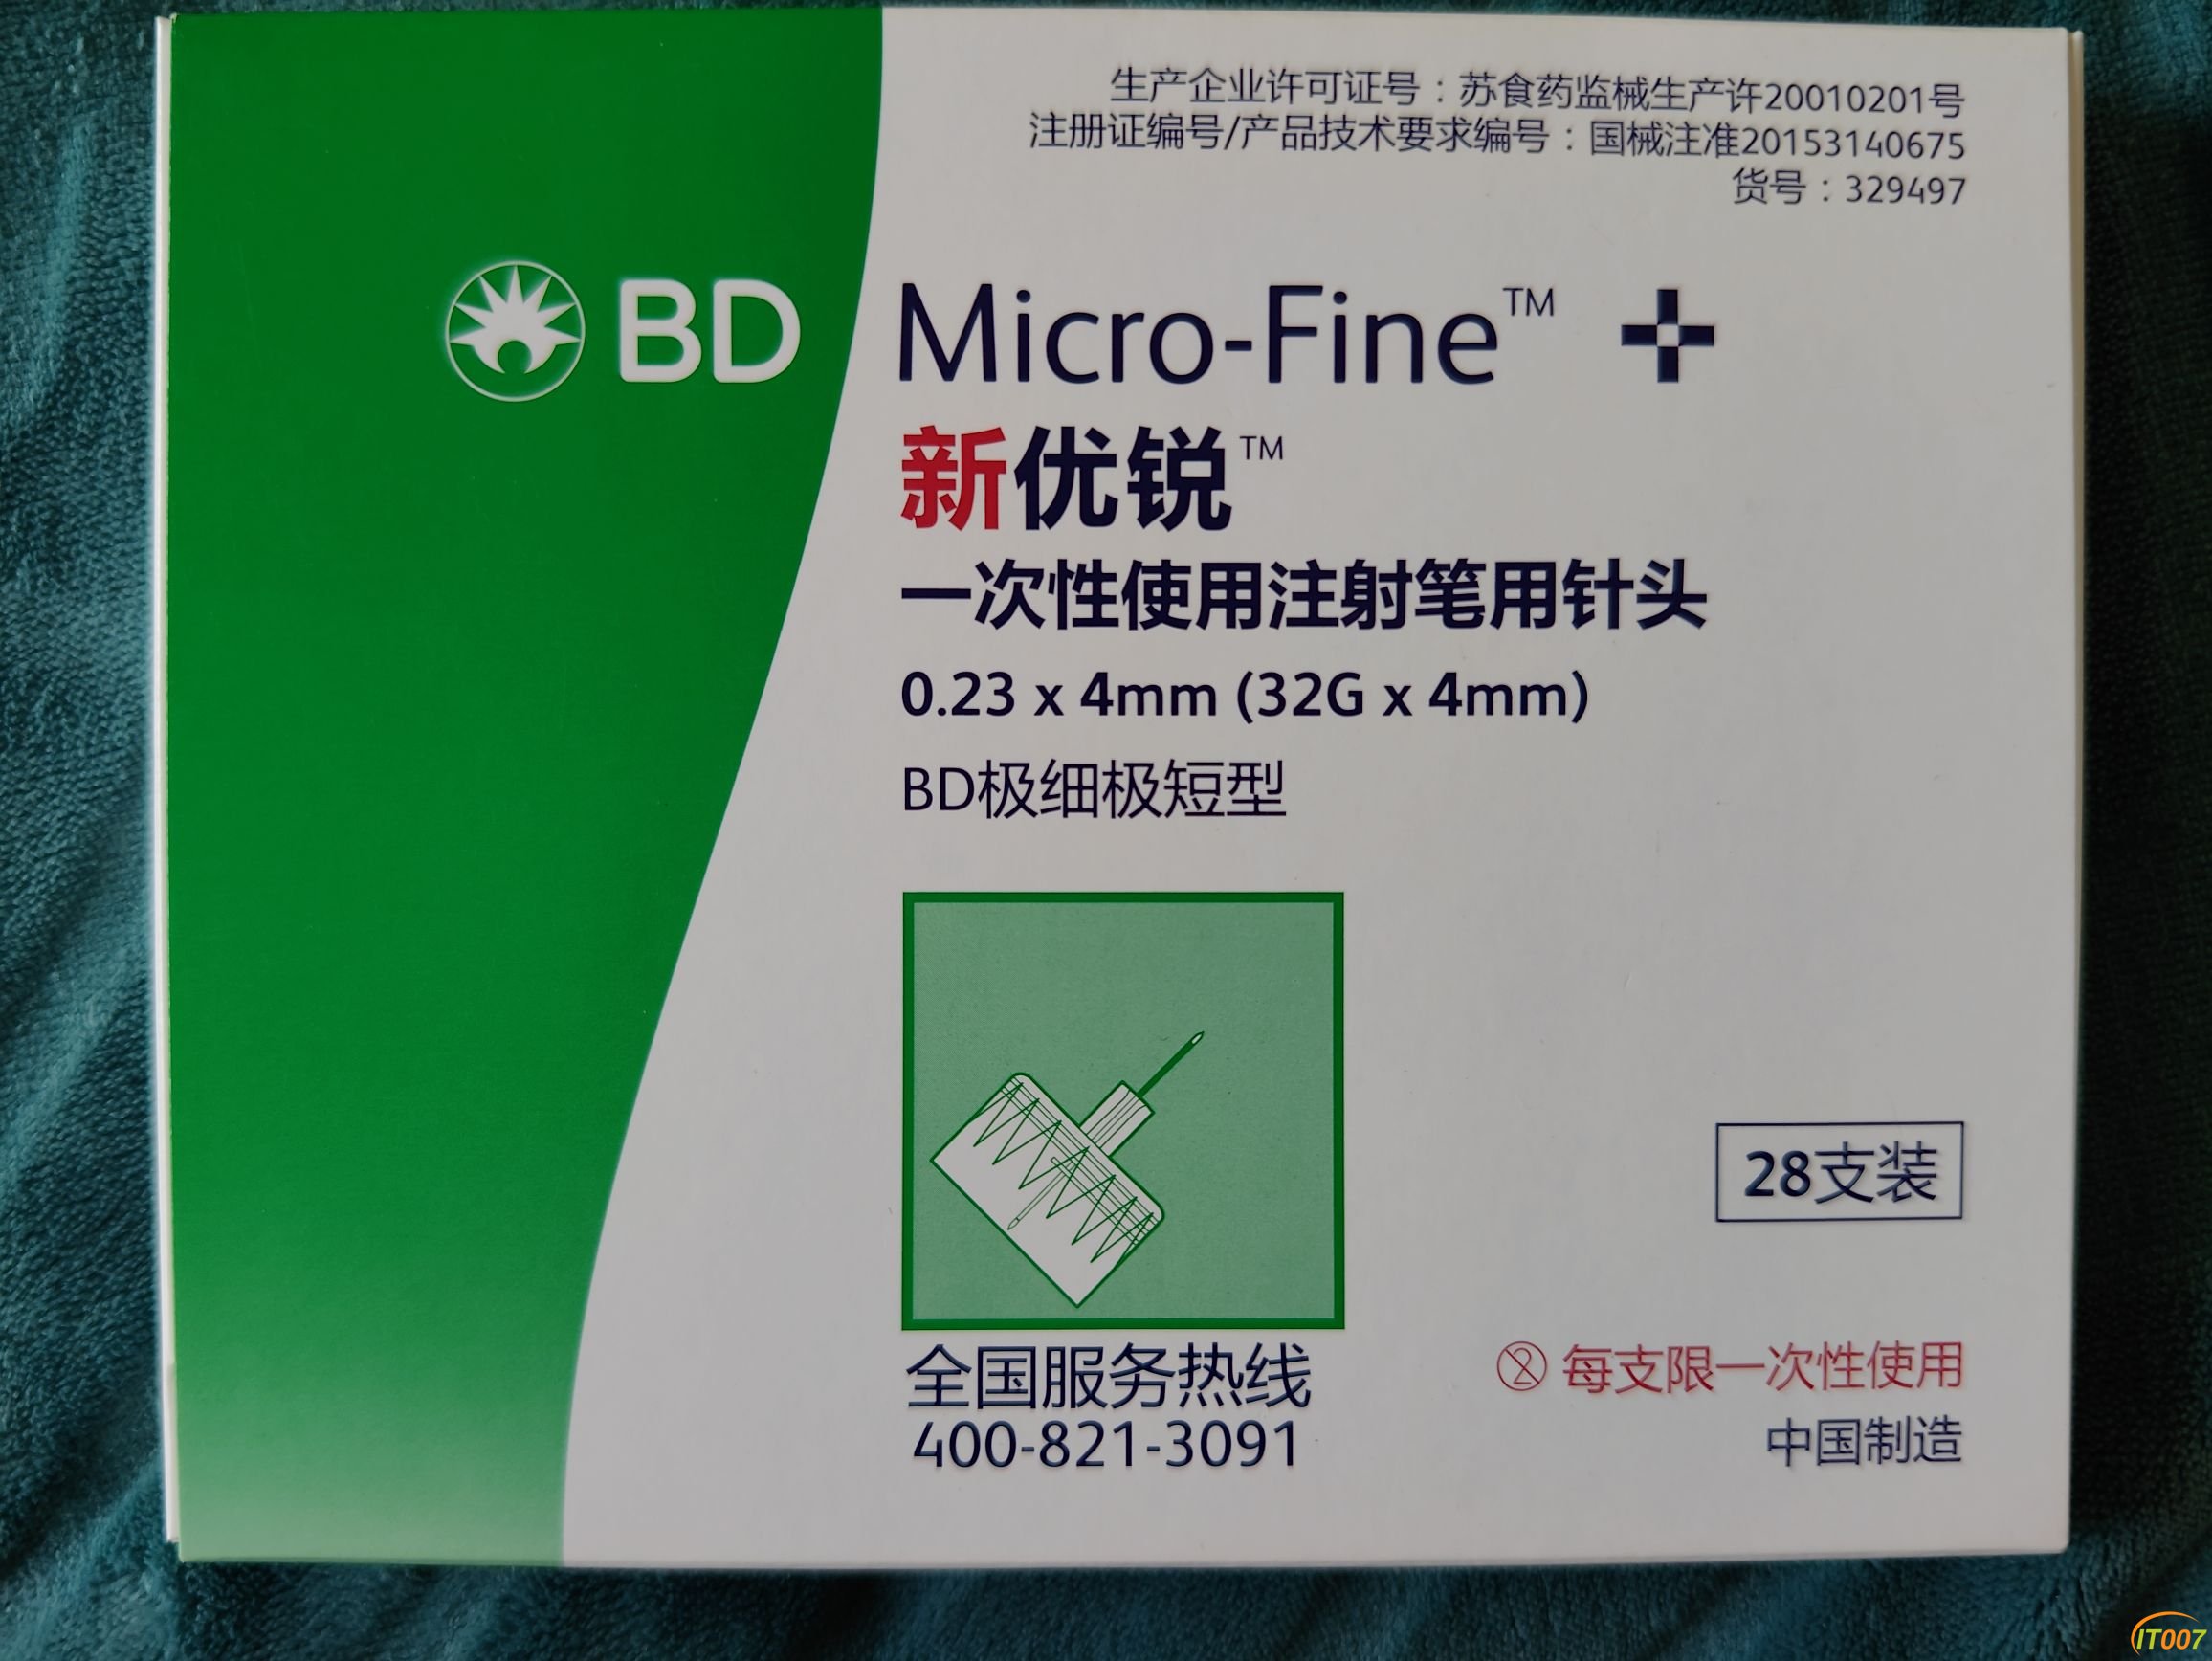 生产企业许可证号：苏食药监械生产许20010201号
注册证编号/产品技术要求编号：国械注准20153140675
货号：329497
BD Micro-Fine™ +
新优锐™
一次性使用注射笔用针头
0.23 x 4mm (32G x 4mm)
BD极细极短型
28支装
全国服务热线
400-821-3091
② 每支限一次性使用
中国制造
IT007